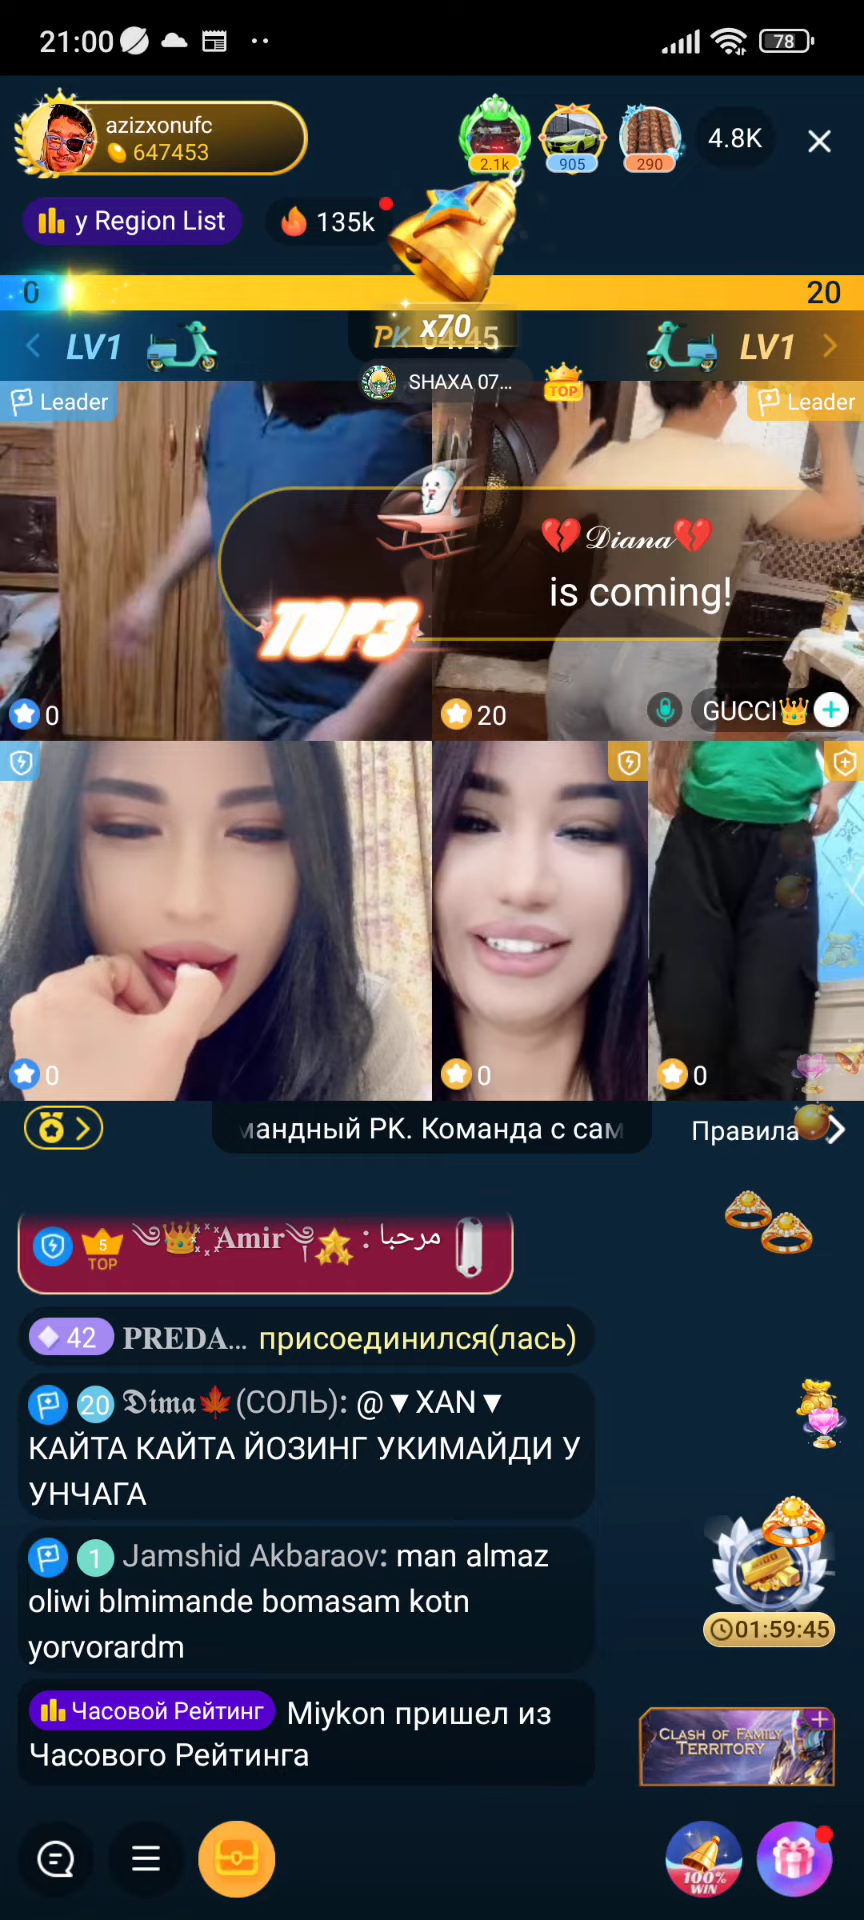 21:00
78
azizxonufc
647453
2.1k
905
290
4.8K
y Region List
135k
0
20
LV1
PK 04:45
x70
LV1
SHAXA 07...
TOP
Leader
Leader
💔𝒟𝒾𝒶𝓃𝒶💔
is coming!
TOP3
0
20
GUCCI👑
0
0
0
мандный PK. Команда с сам
Правила
5
TOP
༄👑҉Amir༅⭐ : مرحبا
42 PREDA... присоединился(лась)
20 𝕯𝖎𝖒𝖆🍁(СОЛЬ): @▼XAN▼
КАЙТА КАЙТА ЙОЗИНГ УКИМАЙДИ У
УНЧАГА
1 Jamshid Akbaraov: man almaz
oliwi blmimande bomasam kotn
yorvorardm
01:59:45
Часовой Рейтинг Miykon пришел из
Часового Рейтинга
CLASH OF FAMILY
TERRITORY
100%
WIN